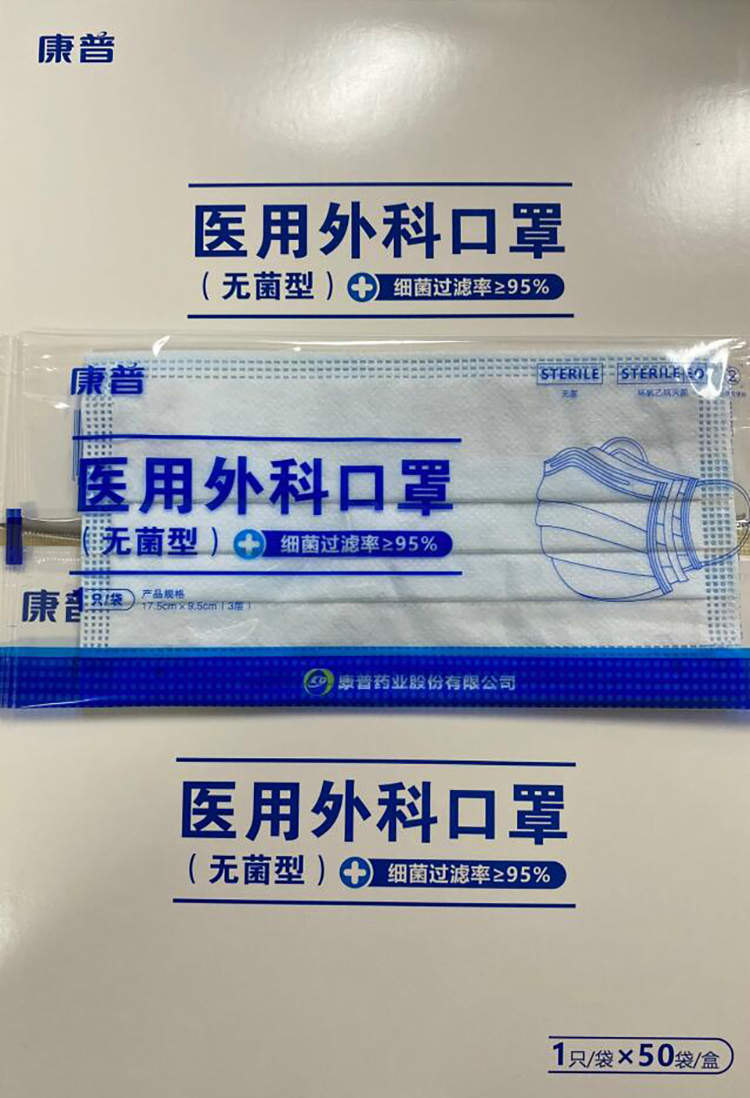 康普
医用外科口罩
(无菌型) 细菌过滤率≥95%
康普
STERILE
无菌
STERILE EO
环氧乙烷灭菌
②
医用外科口罩
(无菌型) 细菌过滤率≥95%
康普
只/袋
产品规格
17.5cm×9.5cm(3层)
康普药业股份有限公司
医用外科口罩
(无菌型) 细菌过滤率≥95%
1只/袋×50袋/盒